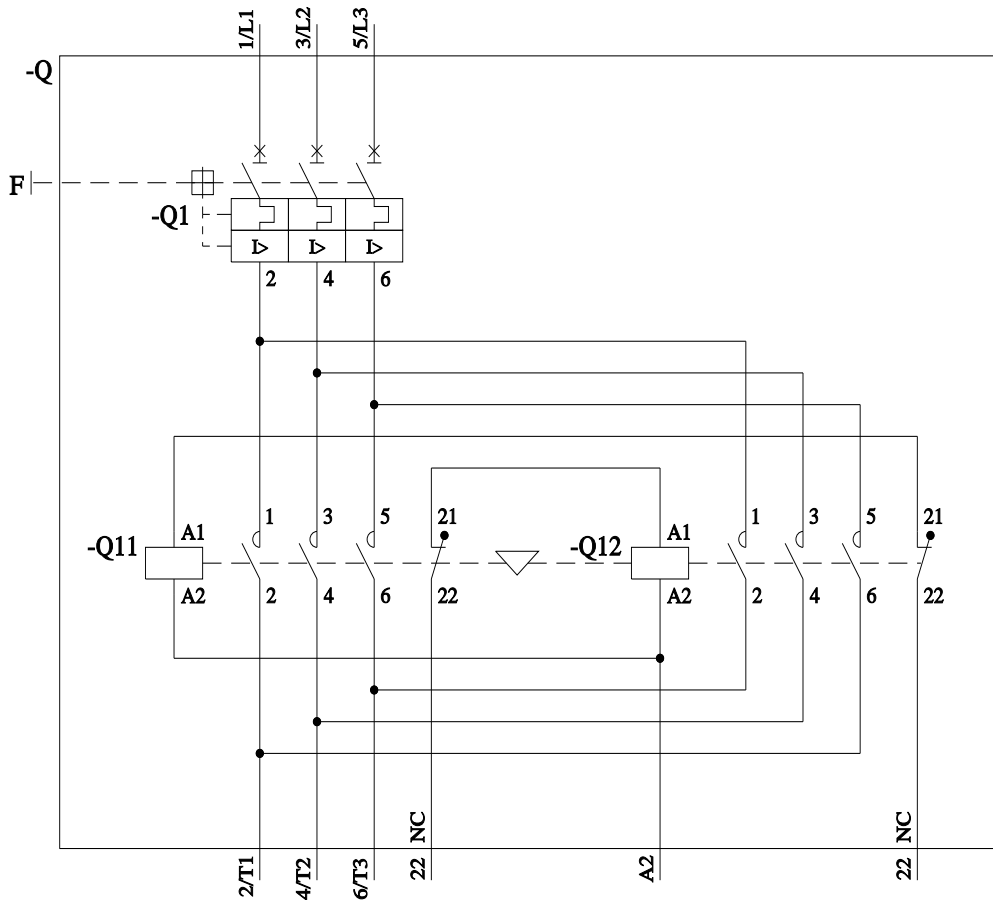 1/L1 3/L2 5/L3
-Q
F
-Q1
I> I> I>
2 4 6
1 3 5 21 1 3 5 21
-Q11 A1 -Q12 A1
A2 2 4 6 22 A2 2 4 6 22
NC NC
2/T1 4/T2 6/T3 22 A2 22